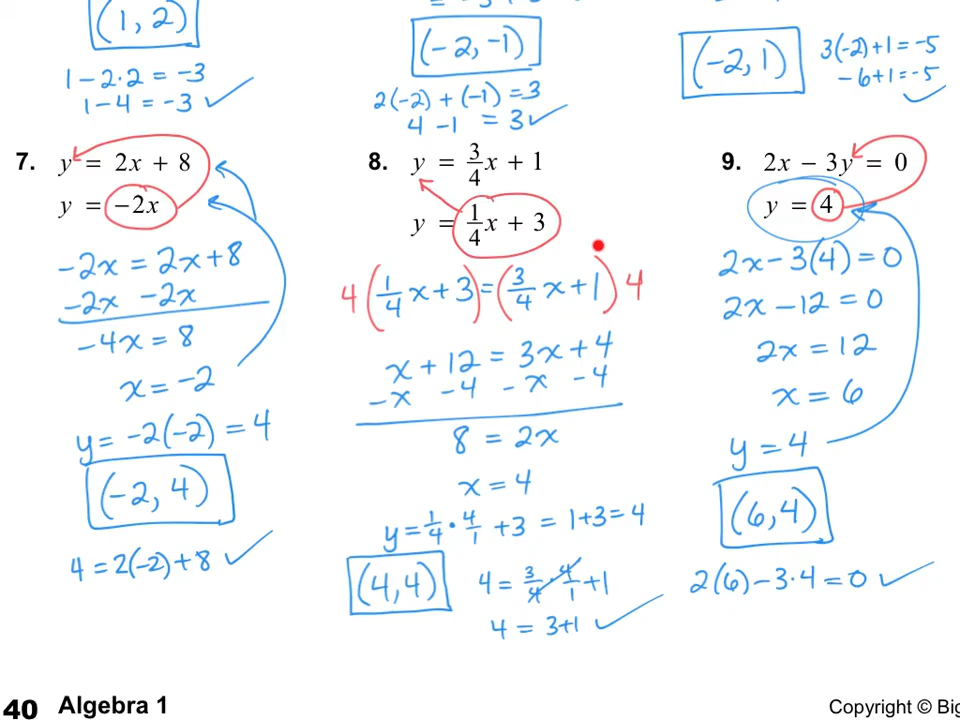 (1, 2)
1 - 2·2 = -3
1 - 4 = -3 ✓
(-2, -1)
2(-2) + (-1) = 3
4 - 1 = 3 ✓
(-2, 1)
3(-2) + 1 = -5
-6 + 1 = -5
✓
7. y = 2x + 8
y = -2x
-2x = 2x + 8
-2x -2x
-4x = 8
x = -2
y = -2(-2) = 4
(-2, 4)
4 = 2(-2) + 8 ✓
8. y = 3/4 x + 1
y = 1/4 x + 3
4(1/4 x + 3) = (3/4 x + 1)4
x + 12 = 3x + 4
-x -4 -x -4
8 = 2x
x = 4
y = 1/4 · 4/1 + 3 = 1 + 3 = 4
(4, 4)
4 = 3/4 · 4/1 + 1
4 = 3 + 1 ✓
9. 2x - 3y = 0
y = 4
2x - 3(4) = 0
2x - 12 = 0
2x = 12
x = 6
y = 4
(6, 4)
2(6) - 3·4 = 0 ✓
40 Algebra 1
Copyright © Big